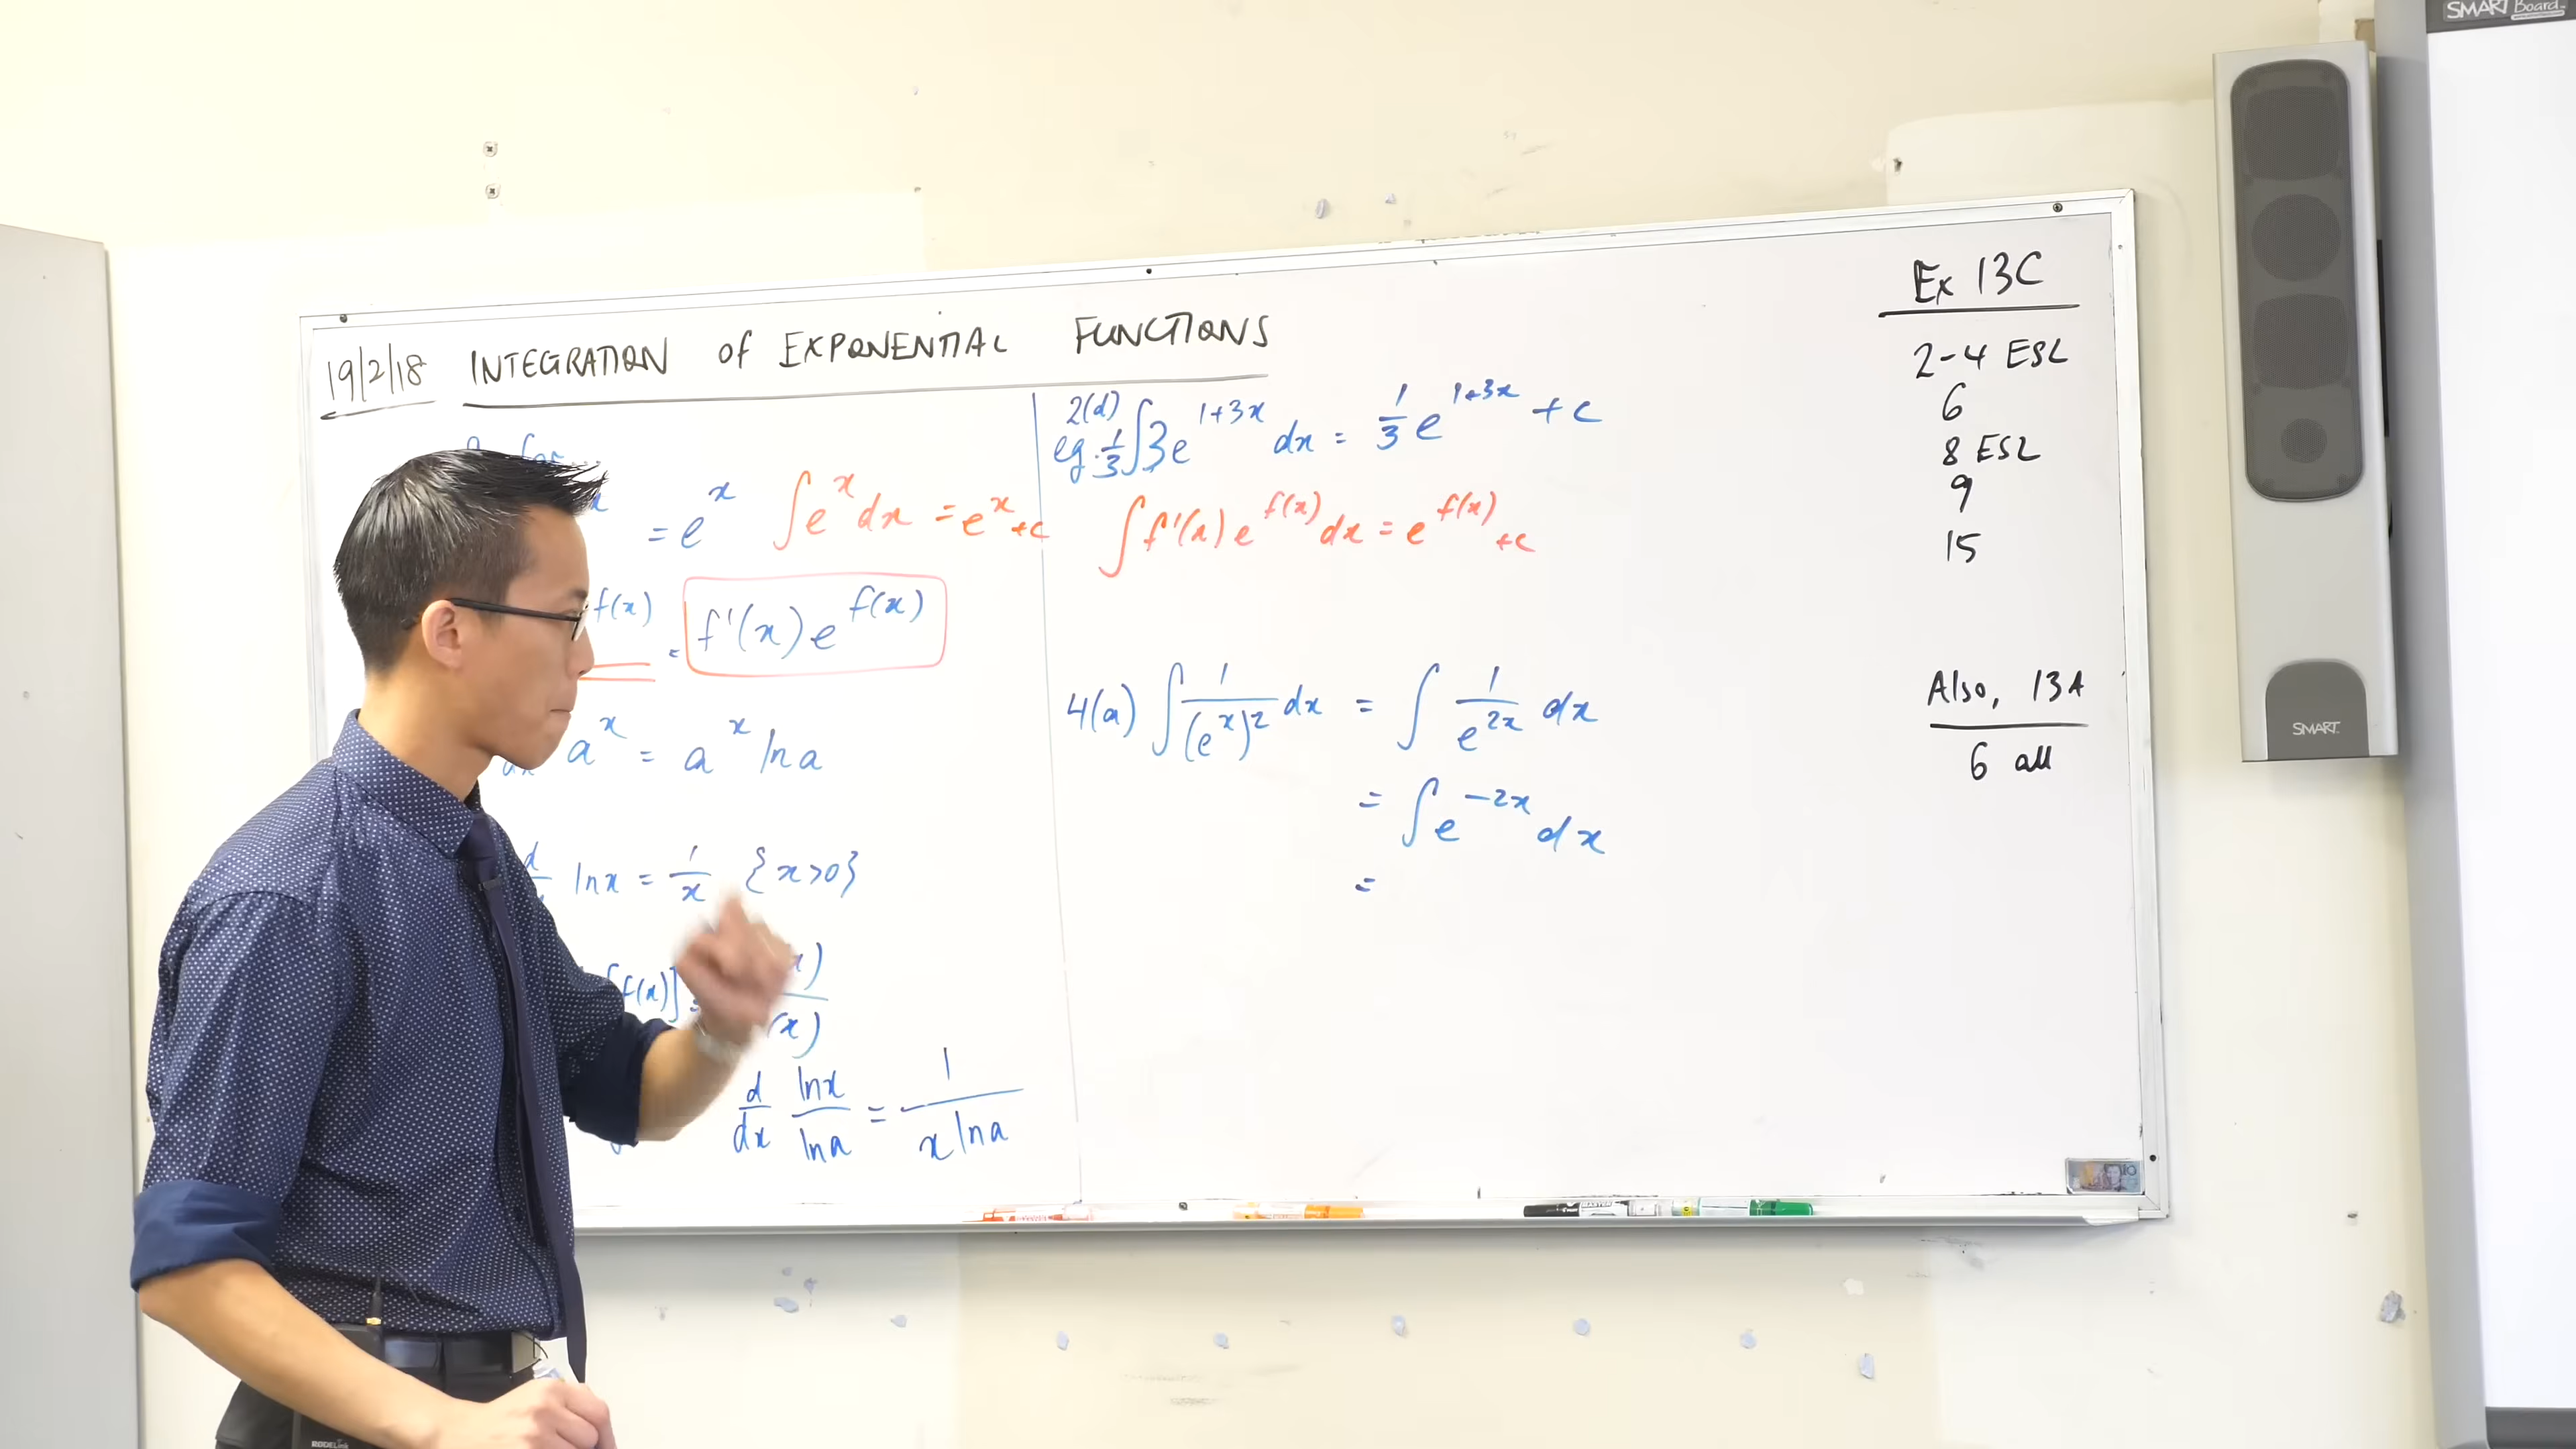 19/2/18 INTEGRATION of EXPONENTIAL FUNCTIONS
So far...
= e^x ∫e^x dx = e^x + c
f(x) = f'(x) e^f(x)
a^x = a^x ln a
d ln x = 1/x {x>0}
f(x)] =
d/dx ln x/ln a = 1/(x ln a)
2(d)
eg. 1/3 ∫3e^(1+3x) dx = 1/3 e^(1+3x) + c
∫f'(x) e^f(x) dx = e^f(x) + c
4(a) ∫ 1/(e^x)^2 dx = ∫ 1/e^(2x) dx
= ∫e^(-2x) dx
=
Ex 13C
2-4 ESL
6
8 ESL
9
15
Also, 13A
6 all
SMART Board
SMART